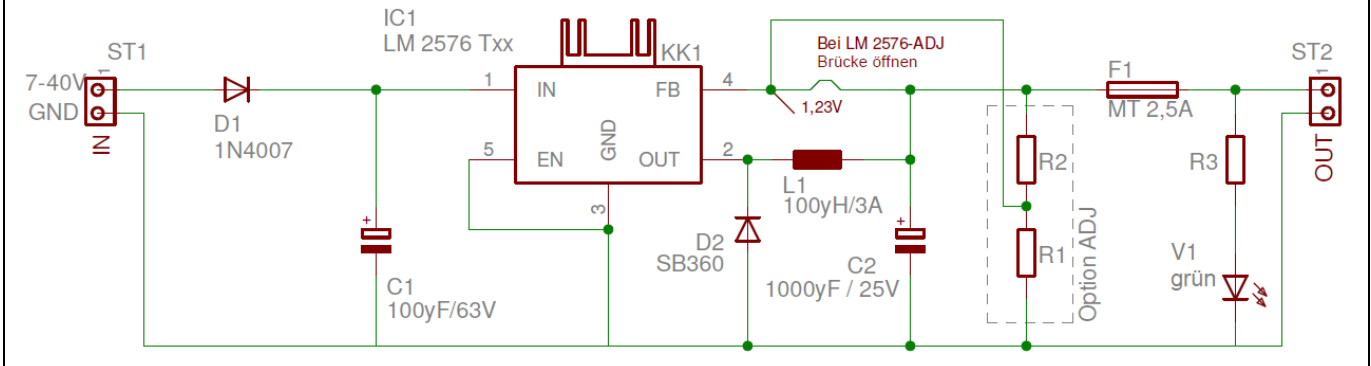 ST1
7-40V
1
GND
IN
D1
1N4007
C1
100yF/63V
+
IC1
LM 2576 Txx
KK1
1
IN
FB
4
5
EN
GND
OUT
2
3
Bei LM 2576-ADJ
Brücke öffnen
1,23V
L1
100yH/3A
D2
SB360
+
C2
1000yF / 25V
R2
R1
Option ADJ
F1
MT 2,5A
R3
V1
grün
ST2
1
OUT